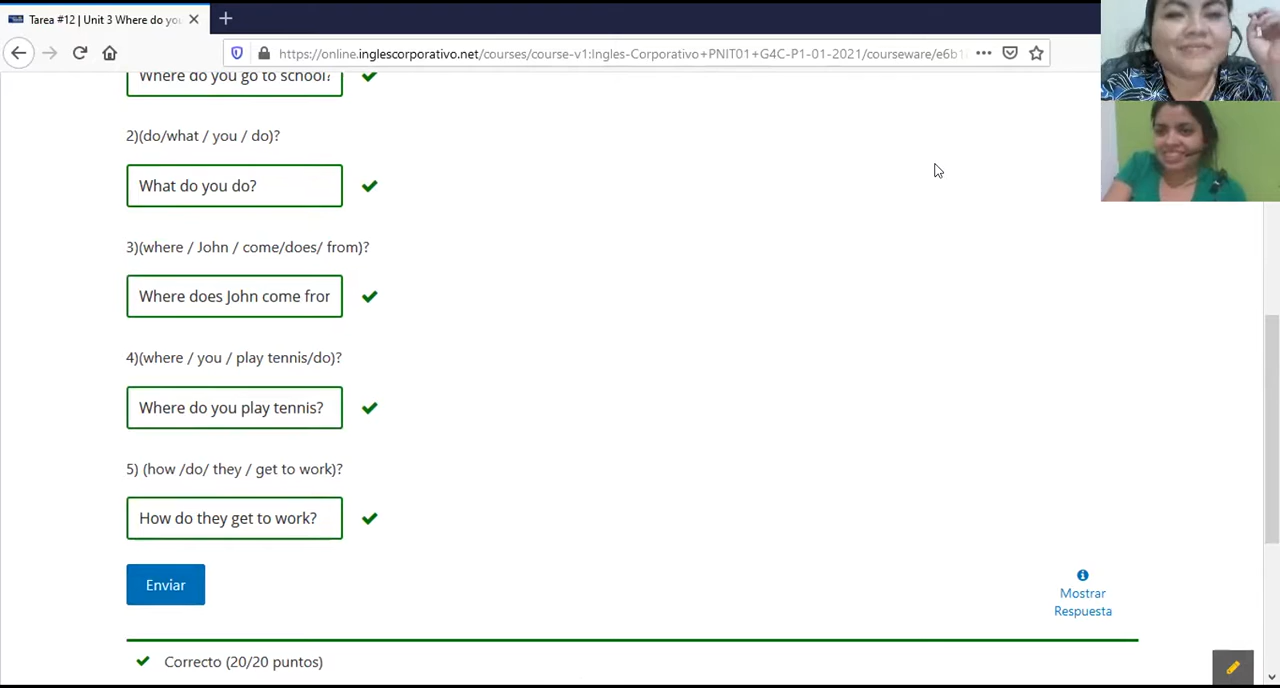 Tarea #12 | Unit 3 Where do you
https://online.inglescorporativo.net/courses/course-v1:Ingles-Corporativo+PNIT01+G4C-P1-01-2021/courseware/e6b1
Where do you go to school?
2)(do/what / you / do)?
What do you do?
3)(where / John / come/does/ from)?
Where does John come fror
4)(where / you / play tennis/do)?
Where do you play tennis?
5) (how /do/ they / get to work)?
How do they get to work?
Enviar
Mostrar
Respuesta
Correcto (20/20 puntos)